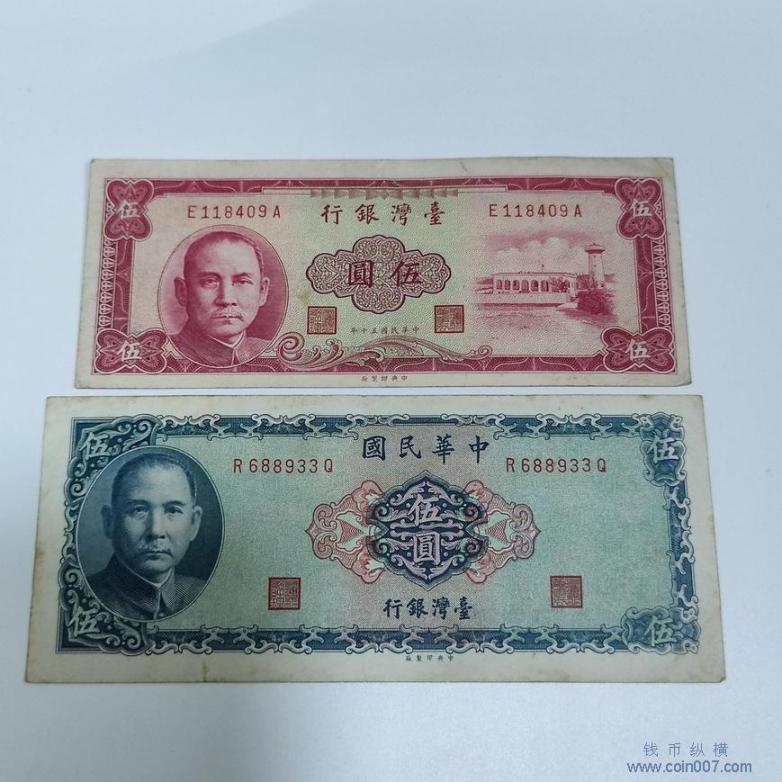 臺灣銀行
E118409A E118409A
伍 伍
伍圓
中華民國五十年
伍 伍
中央印製廠
中華民國
伍 伍
R688933Q R688933Q
伍圓
臺灣銀行
伍 伍
中央印製廠
钱币纵横
www.coin007.com